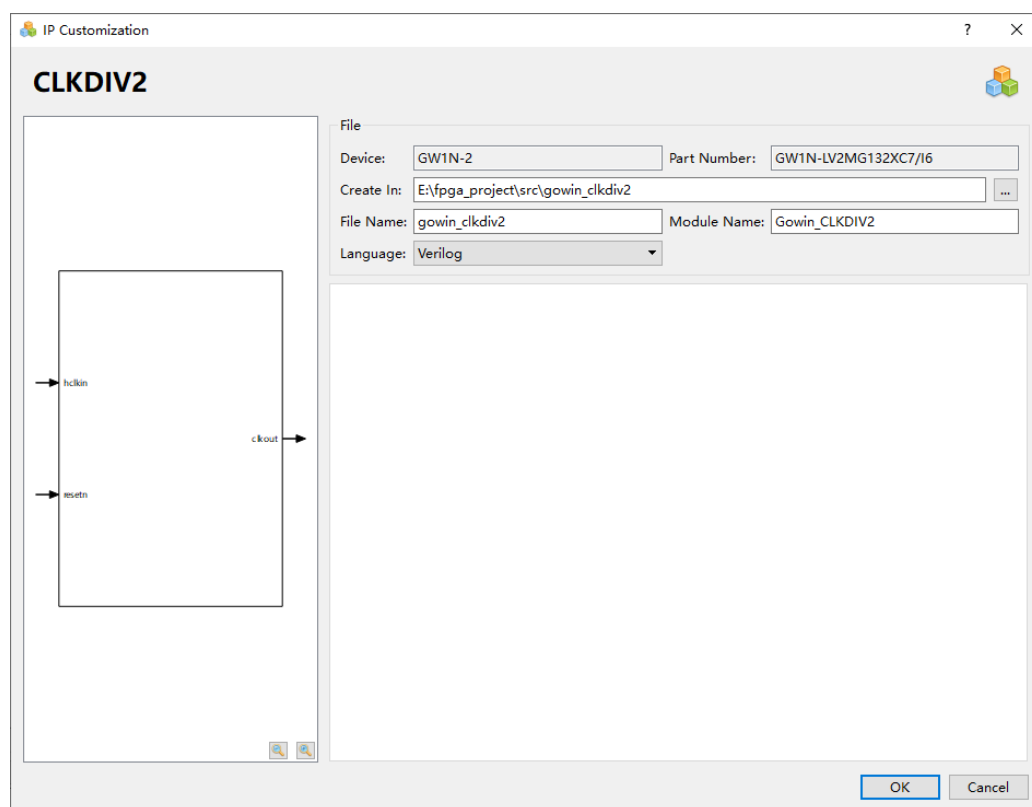 IP Customization
?
CLKDIV2
File
Device: GW1N-2 Part Number: GW1N-LV2MG132XC7/I6
Create In: E:\fpga_project\src\gowin_clkdiv2 ...
File Name: gowin_clkdiv2 Module Name: Gowin_CLKDIV2
Language: Verilog
hclkin
clkout
resetn
OK Cancel